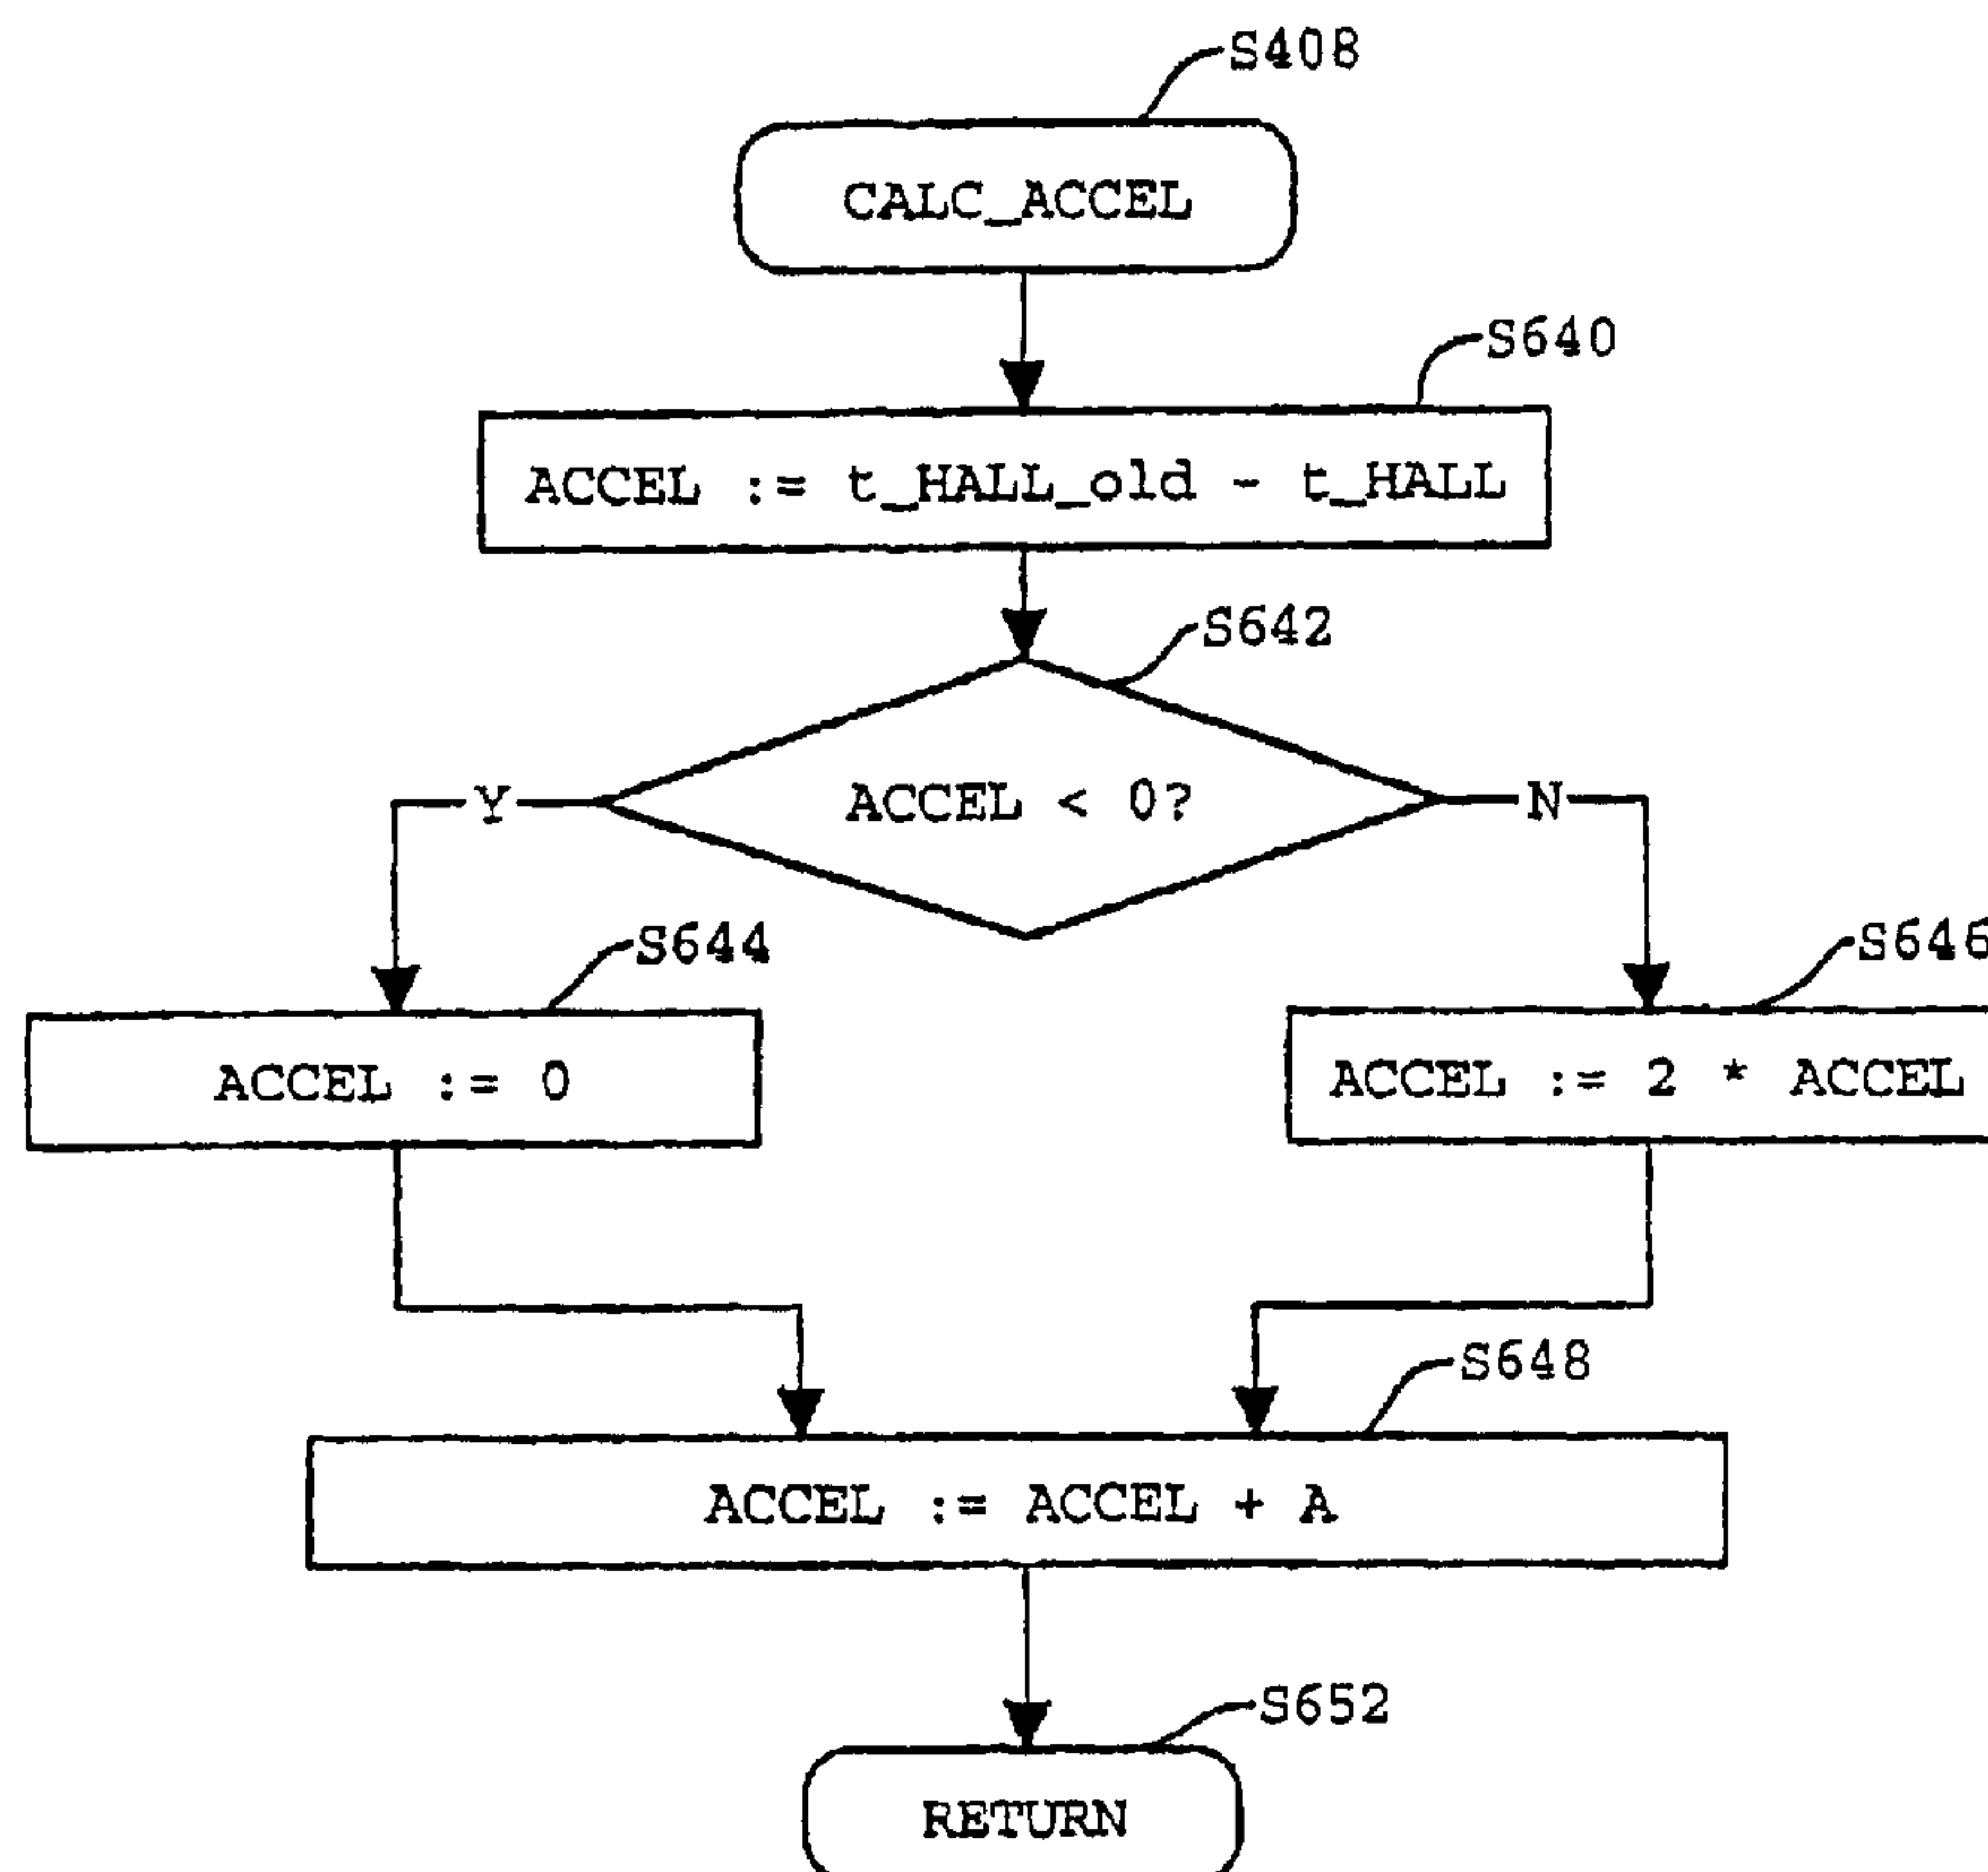 S408
CALC_ACCEL
S640
ACCEL := t_HALL_old - t_HALL
S642
ACCEL < 0?
Y
N
S644
S646
ACCEL := 0
ACCEL := 2 * ACCEL
S648
ACCEL := ACCEL + A
S652
RETURN